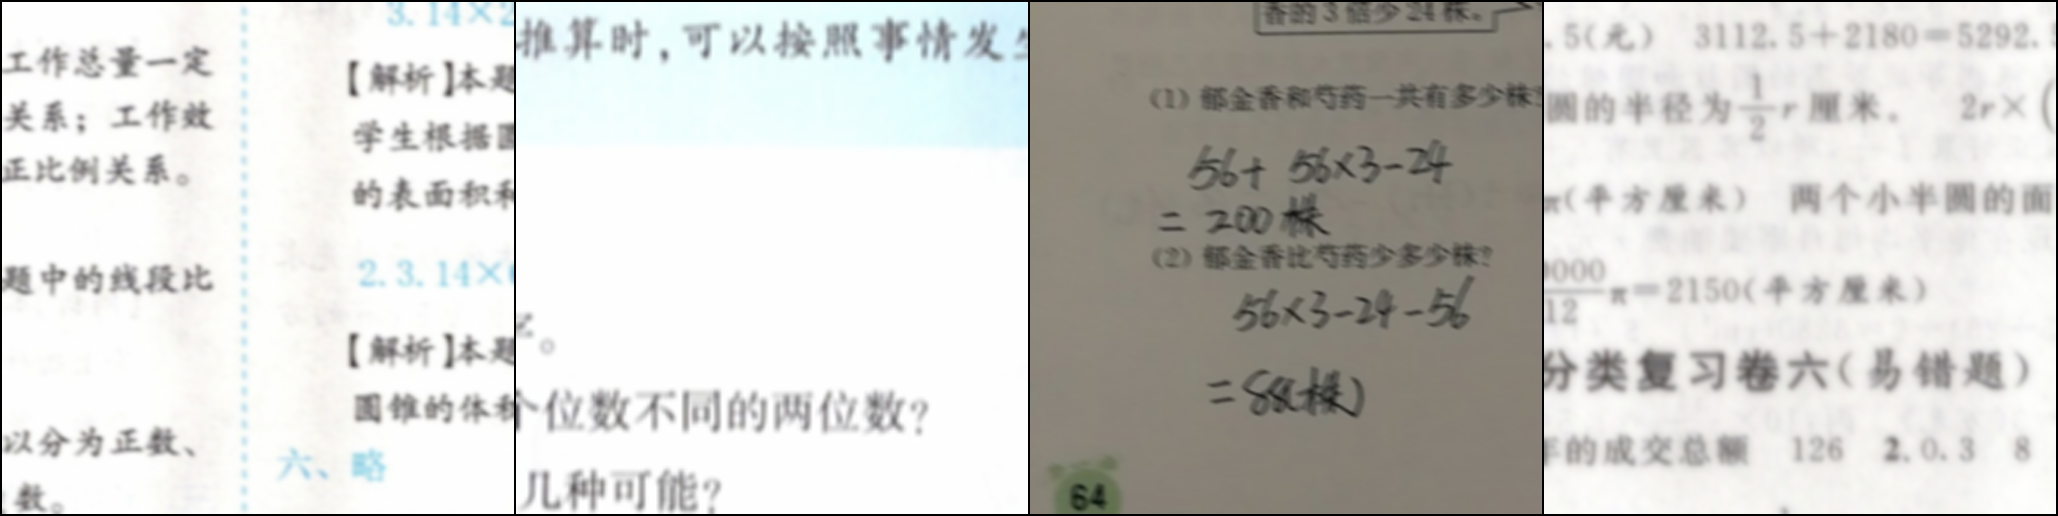 工作总量一定
关系；工作效
正比例关系。
题中的线段比
以分为正数、
数。
3.14×2
【解析】本题
学生根据圆
的表面积和
2.3.14×
【解析】本题
圆锥的体积
六、略
推算时，可以按照事情发生
。
个位数不同的两位数？
几种可能？
香的3倍少24株。
（1）郁金香和芍药一共有多少株？
56+ 56×3-24
= 200株
（2）郁金香比芍药少多少株？
56×3-24-56
=88(株)
64
.5(元) 3112.5+2180=5292.5
圆的半径为1/2 r厘米。 2r×(
π(平方厘米) 两个小半圆的面
0000/12 π=2150(平方厘米)
分类复习卷六(易错题)
年的成交总额 126 2.0.3 8